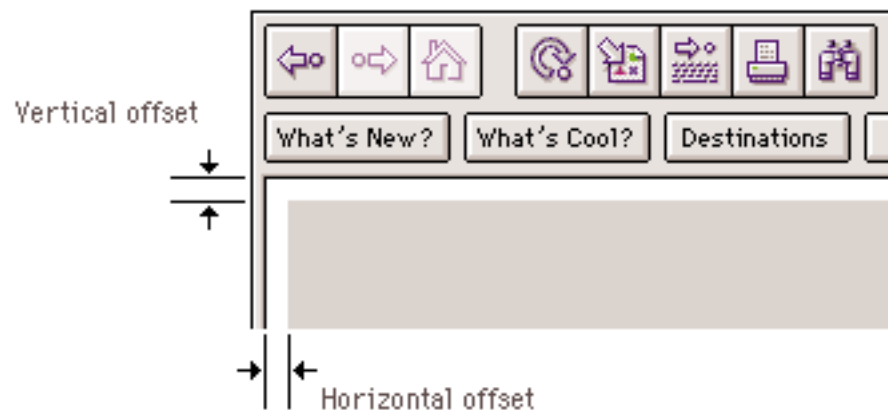 Vertical offset
What's New?
What's Cool?
Destinations
Horizontal offset